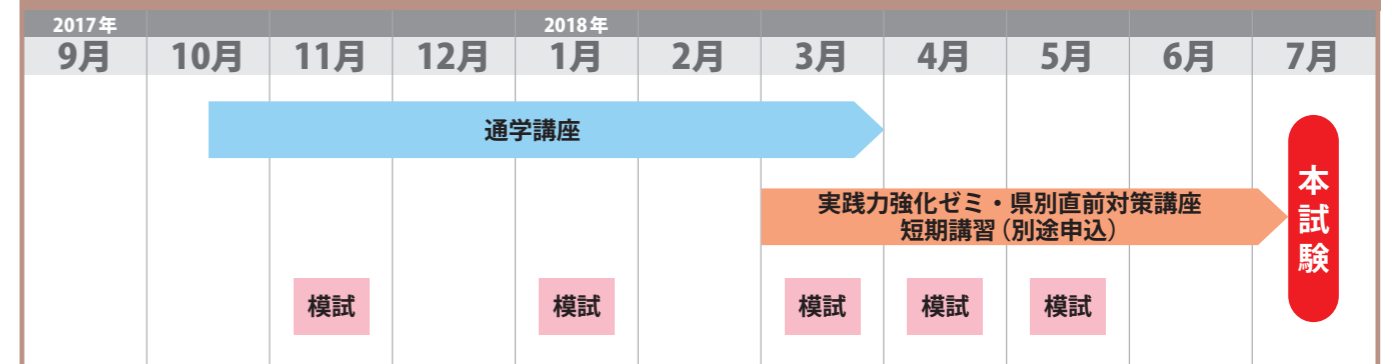 2017年 2018年
9月 10月 11月 12月 1月 2月 3月 4月 5月 6月 7月
通学講座
実践力強化ゼミ・県別直前対策講座
短期講習（別途申込）
本試験
模試 模試 模試 模試 模試